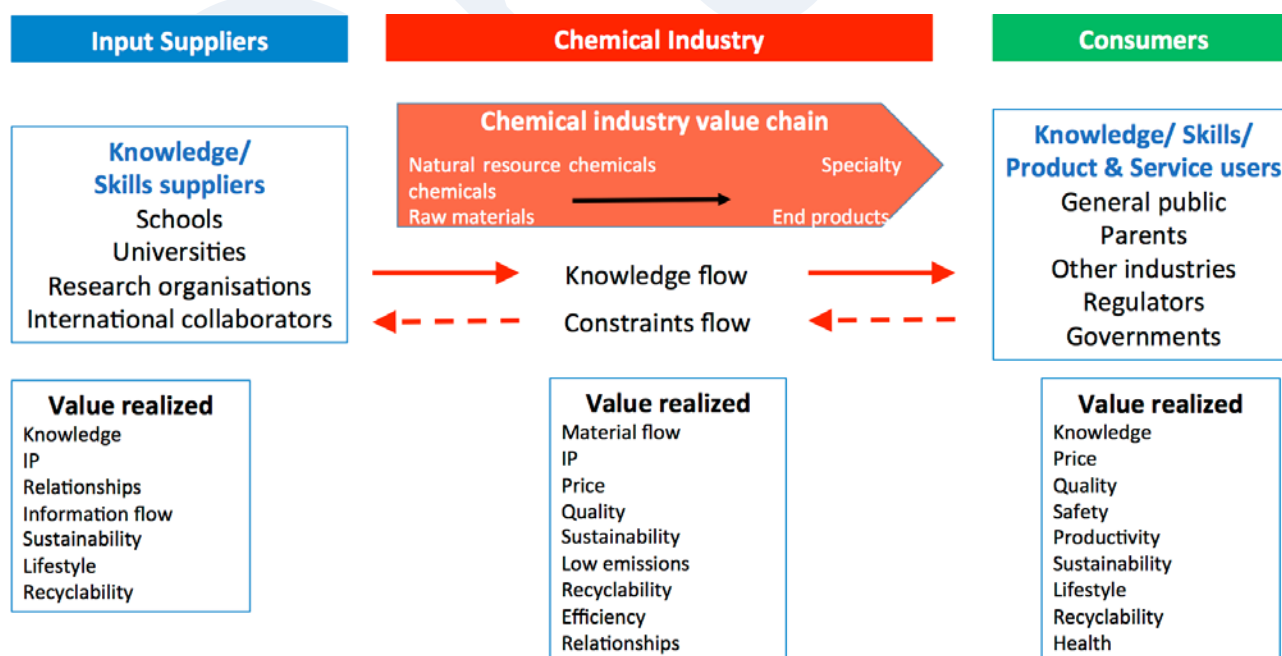 Input Suppliers
Chemical Industry
Consumers
Knowledge/
Skills suppliers
Schools
Universities
Research organisations
International collaborators
Chemical industry value chain
Natural resource chemicals Specialty
chemicals
Raw materials End products
Knowledge flow
Constraints flow
Knowledge/ Skills/
Product & Service users
General public
Parents
Other industries
Regulators
Governments
Value realized
Knowledge
IP
Relationships
Information flow
Sustainability
Lifestyle
Recyclability
Value realized
Material flow
IP
Price
Quality
Sustainability
Low emissions
Recyclability
Efficiency
Relationships
Value realized
Knowledge
Price
Quality
Safety
Productivity
Sustainability
Lifestyle
Recyclability
Health